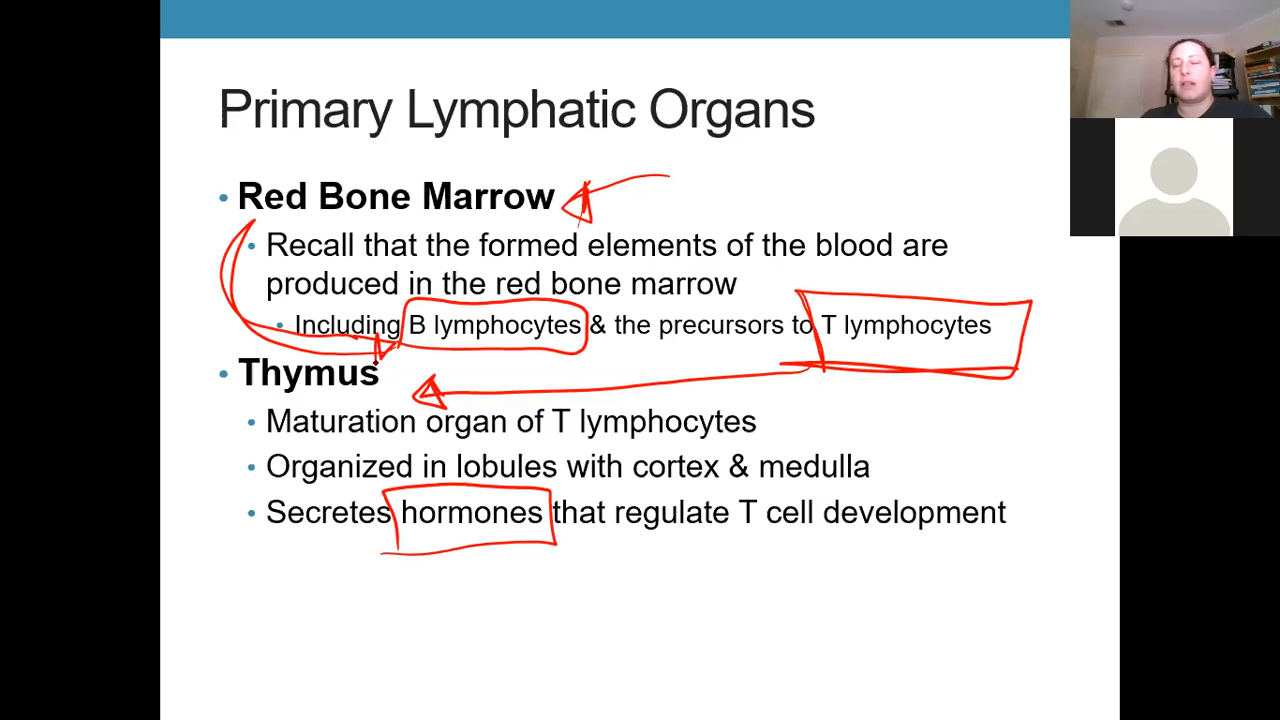 Primary Lymphatic Organs
• Red Bone Marrow
• Recall that the formed elements of the blood are
produced in the red bone marrow
• Including B lymphocytes & the precursors to T lymphocytes
• Thymus
• Maturation organ of T lymphocytes
• Organized in lobules with cortex & medulla
• Secretes hormones that regulate T cell development